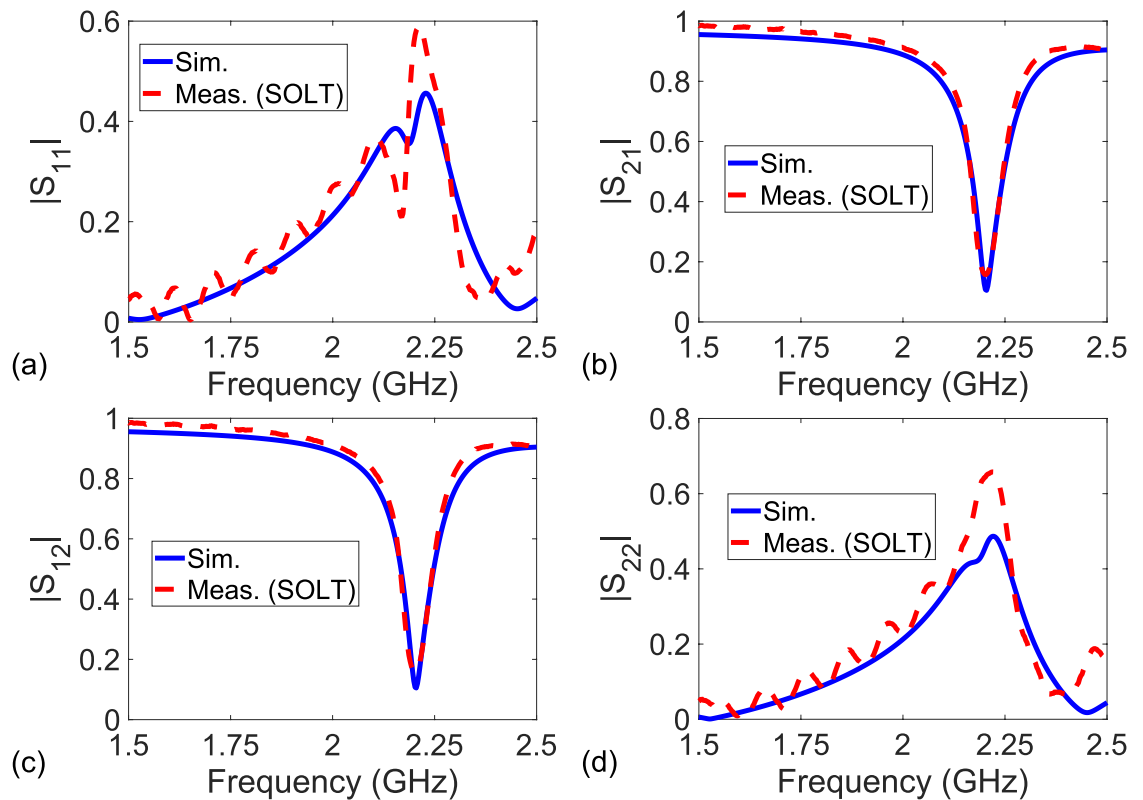 0.6
0.4
0.2
0
|S11|
Sim.
Meas. (SOLT)
1.5
1.75
2
2.25
2.5
Frequency (GHz)
(a)
1
0.8
0.6
0.4
0.2
0
|S21|
Sim.
Meas. (SOLT)
1.5
1.75
2
2.25
2.5
Frequency (GHz)
(b)
1
0.8
0.6
0.4
0.2
0
|S12|
Sim.
Meas. (SOLT)
1.5
1.75
2
2.25
2.5
Frequency (GHz)
(c)
0.8
0.6
0.4
0.2
0
|S22|
Sim.
Meas. (SOLT)
1.5
1.75
2
2.25
2.5
Frequency (GHz)
(d)